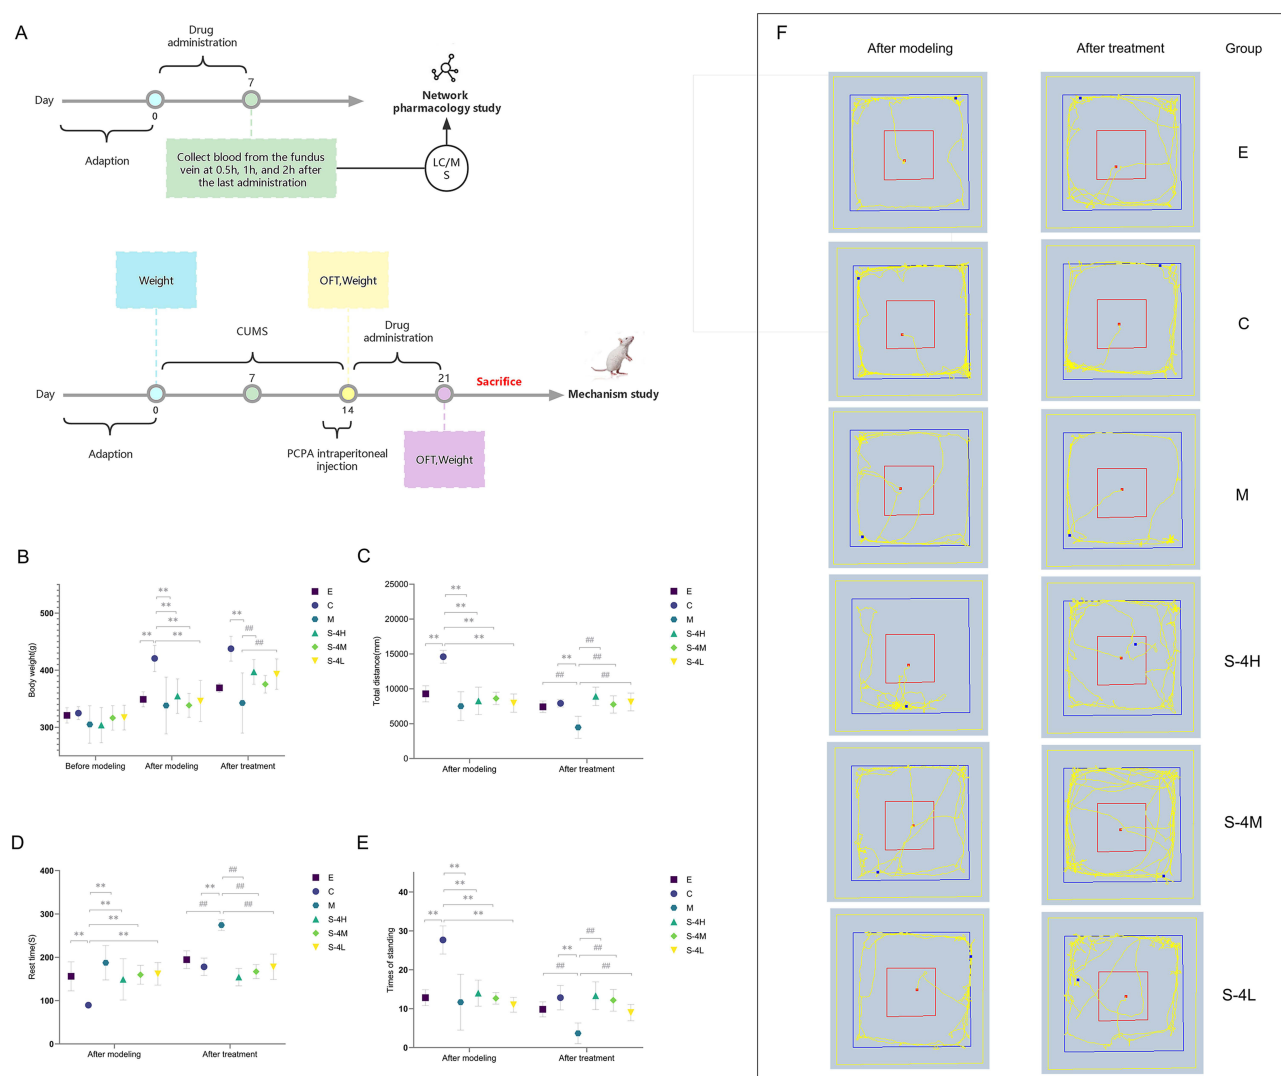 A
Drug
administration
7
Day
0
Adaption
Collect blood from the fundus
vein at 0.5h, 1h, and 2h after
the last administration
LC/M
S
Network
pharmacology study
Weight
OFT,Weight
CUMS
Drug
administration
Day
0
7
14
21
Sacrifice
Mechanism study
Adaption
PCPA intraperitoneal
injection
OFT,Weight
B
Body weight(g)
500
400
300
Before modeling
After modeling
After treatment
**
**
**
**
**
**
##
##
E
C
M
S-4H
S-4M
S-4L
C
Total distance(mm)
25000
20000
15000
10000
5000
0
After modeling
After treatment
**
**
**
**
**
##
**
##
##
##
E
C
M
S-4H
S-4M
S-4L
D
Rest time(S)
400
300
200
100
0
After modeling
After treatment
**
**
**
**
**
##
**
##
##
##
E
C
M
S-4H
S-4M
S-4L
E
Times of standing
40
30
20
10
0
After modeling
After treatment
**
**
**
**
**
##
**
##
##
##
E
C
M
S-4H
S-4M
S-4L
F
After modeling
After treatment
Group
E
C
M
S-4H
S-4M
S-4L